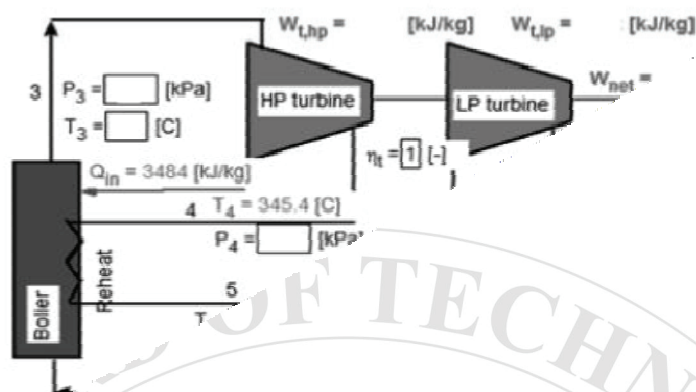 W_t,hp = [kJ/kg] W_t,lp = [kJ/kg]
W_net =
3 P_3 = [kPa]
HP turbine LP turbine
T_3 = [C]
η_t = 1 [-]
Q_in = 3484 [kJ/kg]
4 T_4 = 345,4 [C]
P_4 = [kPa
Reheat
5
T
Boiler
OF TECHN